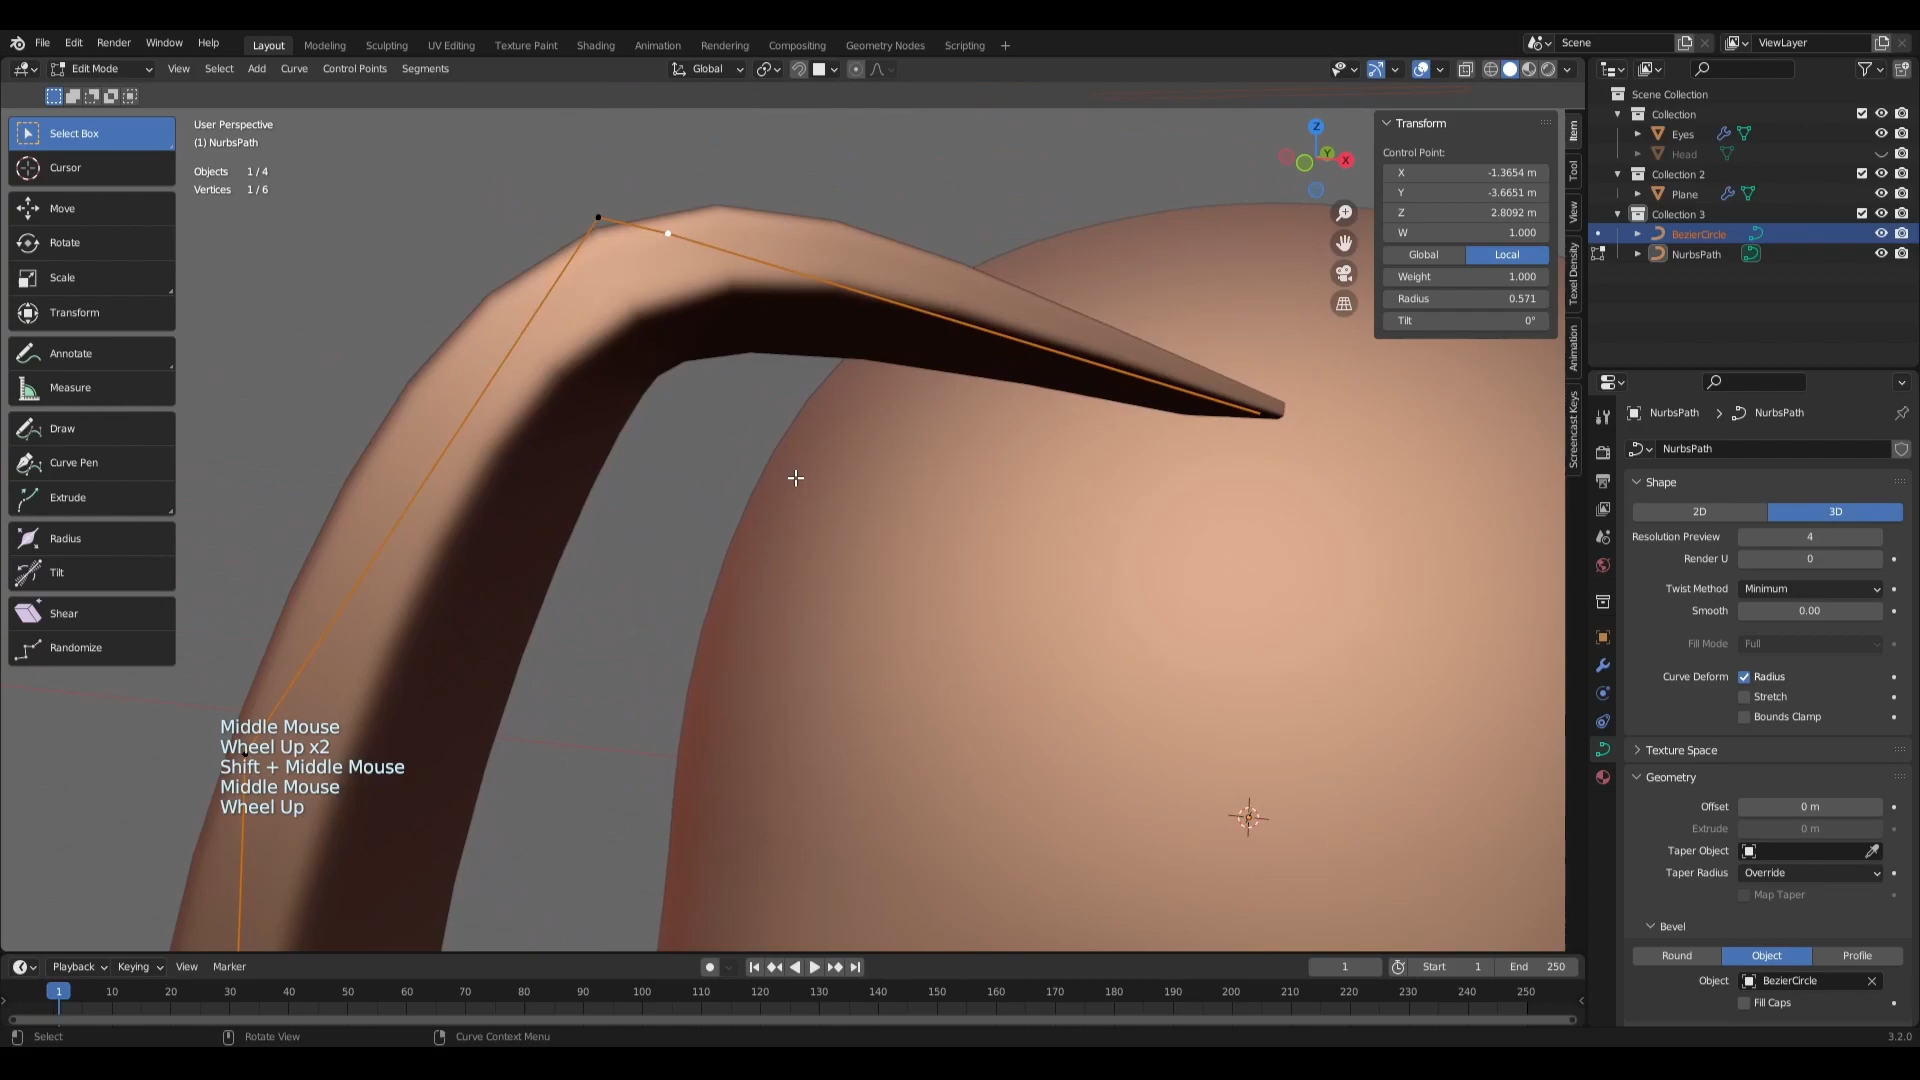 File Edit Render Window Help Layout Modeling Sculpting UV Editing Texture Paint Shading Animation Rendering Compositing Geometry Nodes Scripting + Scene ViewLayer
Edit Mode View Select Add Curve Control Points Segments Global
Select Box
Cursor
Move
Rotate
Scale
Transform
Annotate
Measure
Draw
Curve Pen
Extrude
Radius
Tilt
Shear
Randomize
User Perspective
(1) NurbsPath
Objects 1 / 4
Vertices 1 / 6
Z
Y
X
Transform
Control Point:
X -1.3654 m
Y -3.6651 m
Z 2.8092 m
W 1.000
Global Local
Weight 1.000
Radius 0.571
Tilt 0°
Item
Tool
View
Texel Density
Animation
Screencast Keys
Scene Collection
Collection
Eyes
Head
Collection 2
Plane
Collection 3
BezierCircle
NurbsPath
NurbsPath > NurbsPath
NurbsPath
Shape
2D 3D
Resolution Preview 4
Render U 0
Twist Method Minimum
Smooth 0.00
Fill Mode Full
Curve Deform Radius
Stretch
Bounds Clamp
Texture Space
Geometry
Offset 0 m
Extrude 0 m
Taper Object
Taper Radius Override
Map Taper
Bevel
Round Object Profile
Object BezierCircle
Fill Caps
Middle Mouse
Wheel Up x2
Shift + Middle Mouse
Middle Mouse
Wheel Up
Playback Keying View Marker 1 Start 1 End 250
1 10 20 30 40 50 60 70 80 90 100 110 120 130 140 150 160 170 180 190 200 210 220 230 240 250
Select Rotate View Curve Context Menu 3.2.0